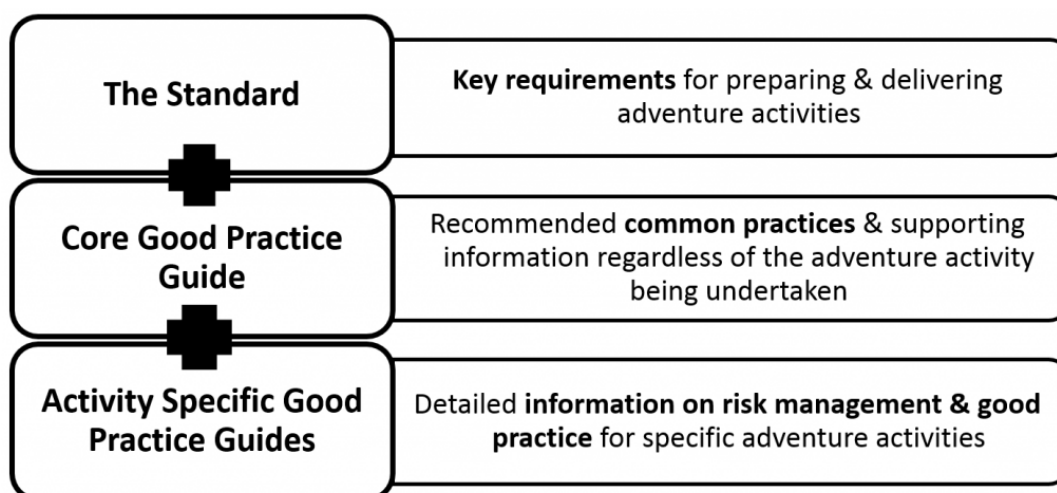 The Standard
Key requirements for preparing & delivering
adventure activities
Core Good Practice
Guide
Recommended common practices & supporting
information regardless of the adventure activity
being undertaken
Activity Specific Good
Practice Guides
Detailed information on risk management & good
practice for specific adventure activities